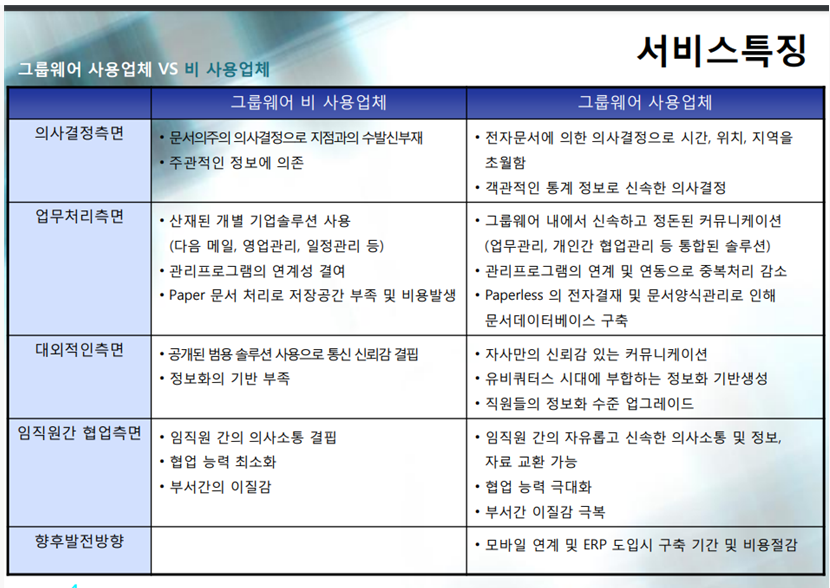 서비스특징
그룹웨어 사용업체 VS 비 사용업체
그룹웨어 비 사용업체
그룹웨어 사용업체
의사결정측면
• 문서의주의 의사결정으로 지점과의 수발신부재
• 주관적인 정보에 의존
• 전자문서에 의한 의사결정으로 시간, 위치, 지역을
초월함
• 객관적인 통계 정보로 신속한 의사결정
업무처리측면
• 산재된 개별 기업솔루션 사용
(다음 메일, 영업관리, 일정관리 등)
• 관리프로그램의 연계성 결여
• Paper 문서 처리로 저장공간 부족 및 비용발생
• 그룹웨어 내에서 신속하고 정돈된 커뮤니케이션
(업무관리, 개인간 협업관리 등 통합된 솔루션)
• 관리프로그램의 연계 및 연동으로 중복처리 감소
• Paperless 의 전자결재 및 문서양식관리로 인해
문서데이터베이스 구축
대외적인측면
• 공개된 범용 솔루션 사용으로 통신 신뢰감 결핍
• 정보화의 기반 부족
• 자사만의 신뢰감 있는 커뮤니케이션
• 유비쿼터스 시대에 부합하는 정보화 기반생성
• 직원들의 정보화 수준 업그레이드
임직원간 협업측면
• 임직원 간의 의사소통 결핍
• 협업 능력 최소화
• 부서간의 이질감
• 임직원 간의 자유롭고 신속한 의사소통 및 정보,
자료 교환 가능
• 협업 능력 극대화
• 부서간 이질감 극복
향후발전방향
• 모바일 연계 및 ERP 도입시 구축 기간 및 비용절감